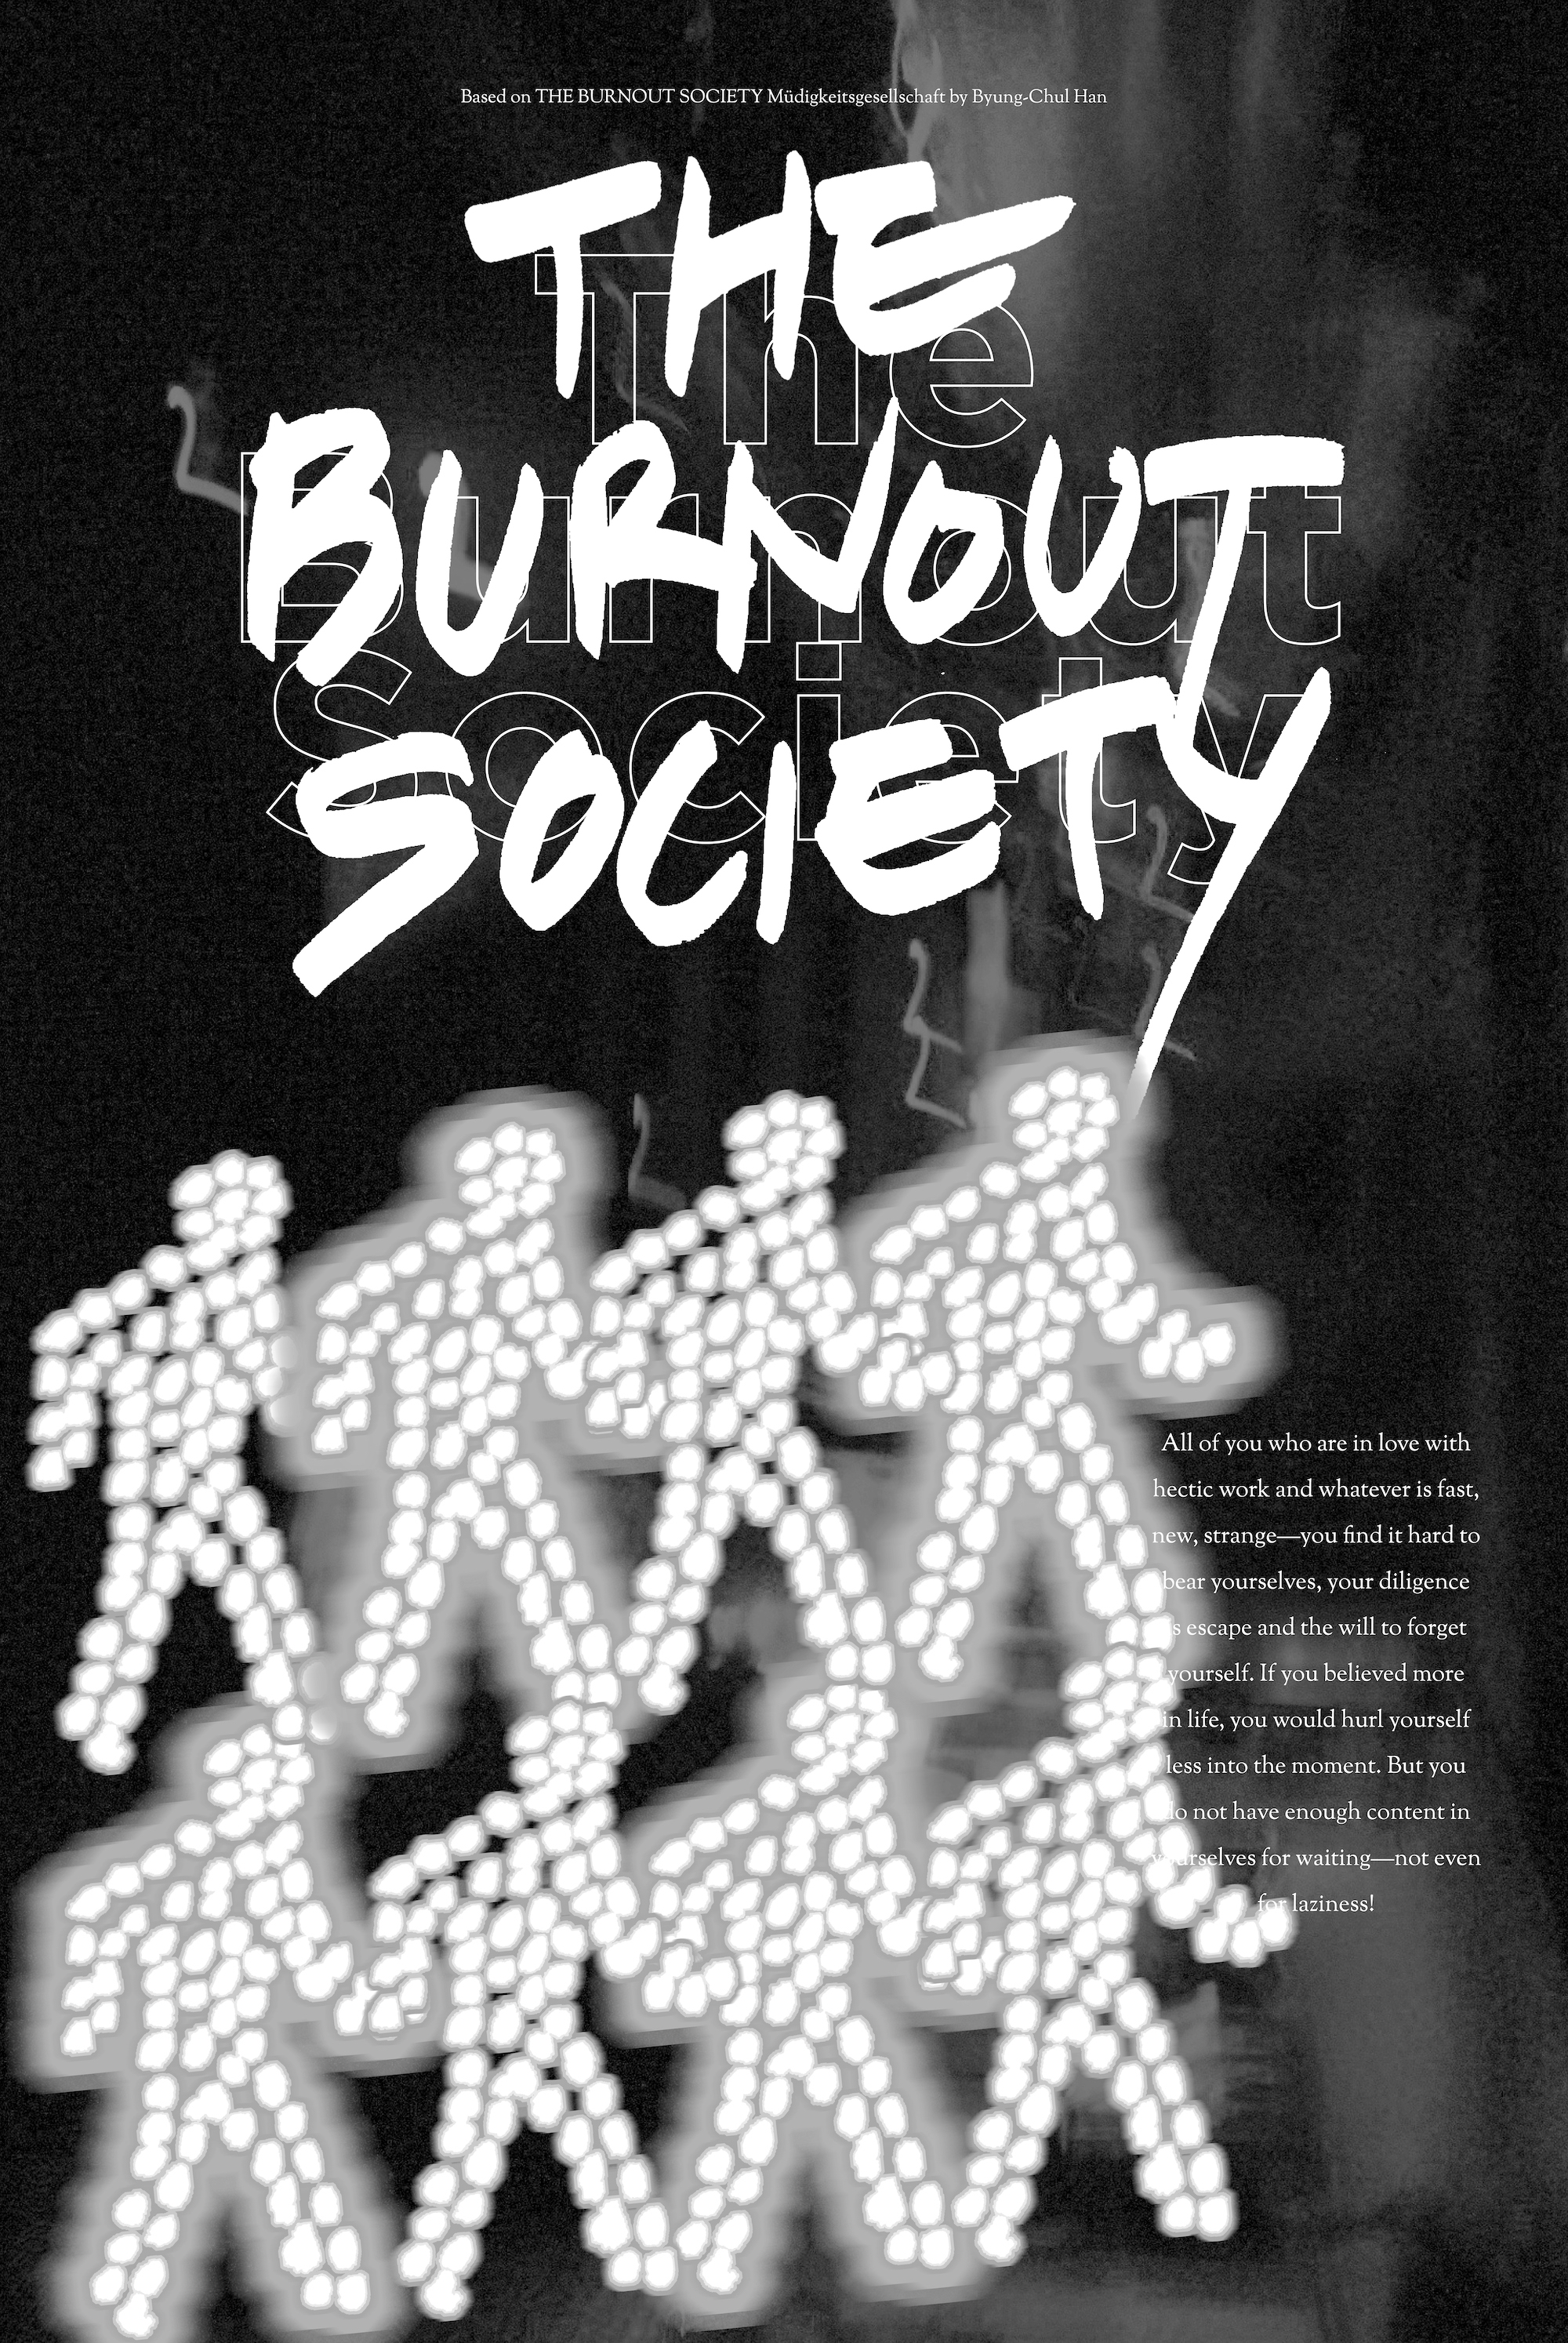 Based on THE BURNOUT SOCIETY Müdigkeitsgesellschaft by Byung-Chul Han
THE
The
BURNOUT
Burnout
SOCIETY
Society
All of you who are in love with
hectic work and whatever is fast,
new, strange—you find it hard to
bear yourselves, your diligence
is escape and the will to forget
yourself. If you believed more
in life, you would hurl yourself
less into the moment. But you
do not have enough content in
yourselves for waiting—not even
for laziness!